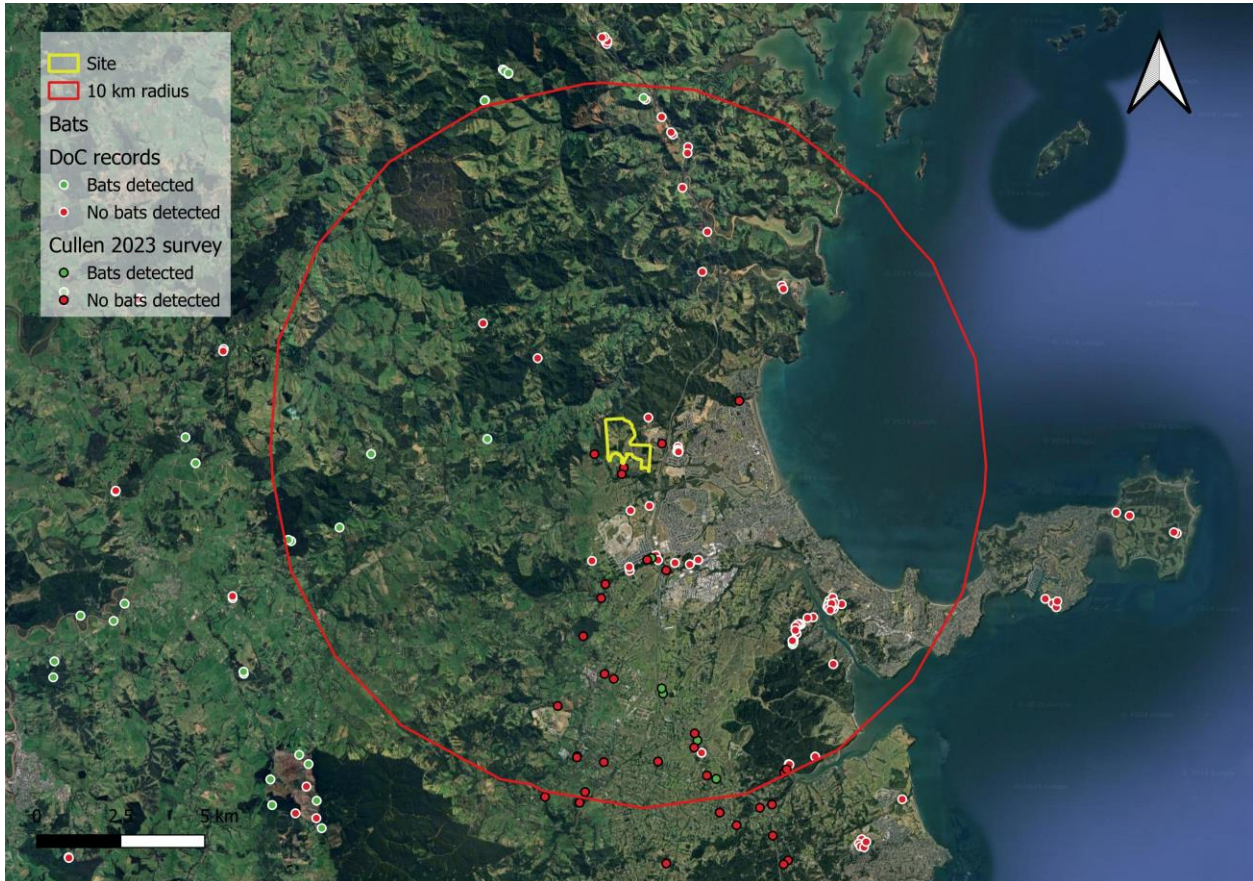 Site
10 km radius
Bats
DoC records
Bats detected
No bats detected
Cullen 2023 survey
Bats detected
No bats detected
0 2.5 5 km